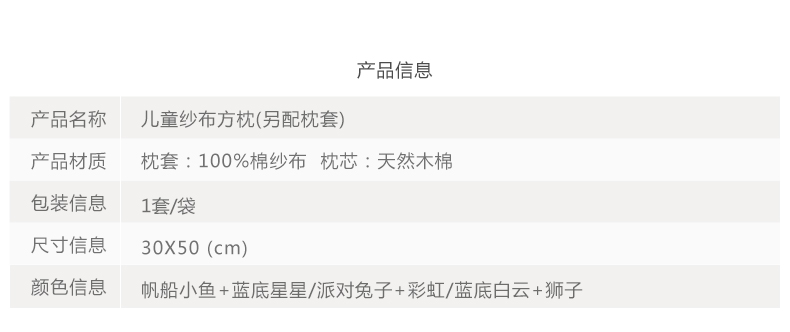 产品信息
产品名称 儿童纱布方枕(另配枕套)
产品材质 枕套：100%棉纱布 枕芯：天然木棉
包装信息 1套/袋
尺寸信息 30X50 (cm)
颜色信息 帆船小鱼+蓝底星星/派对兔子+彩虹/蓝底白云+狮子